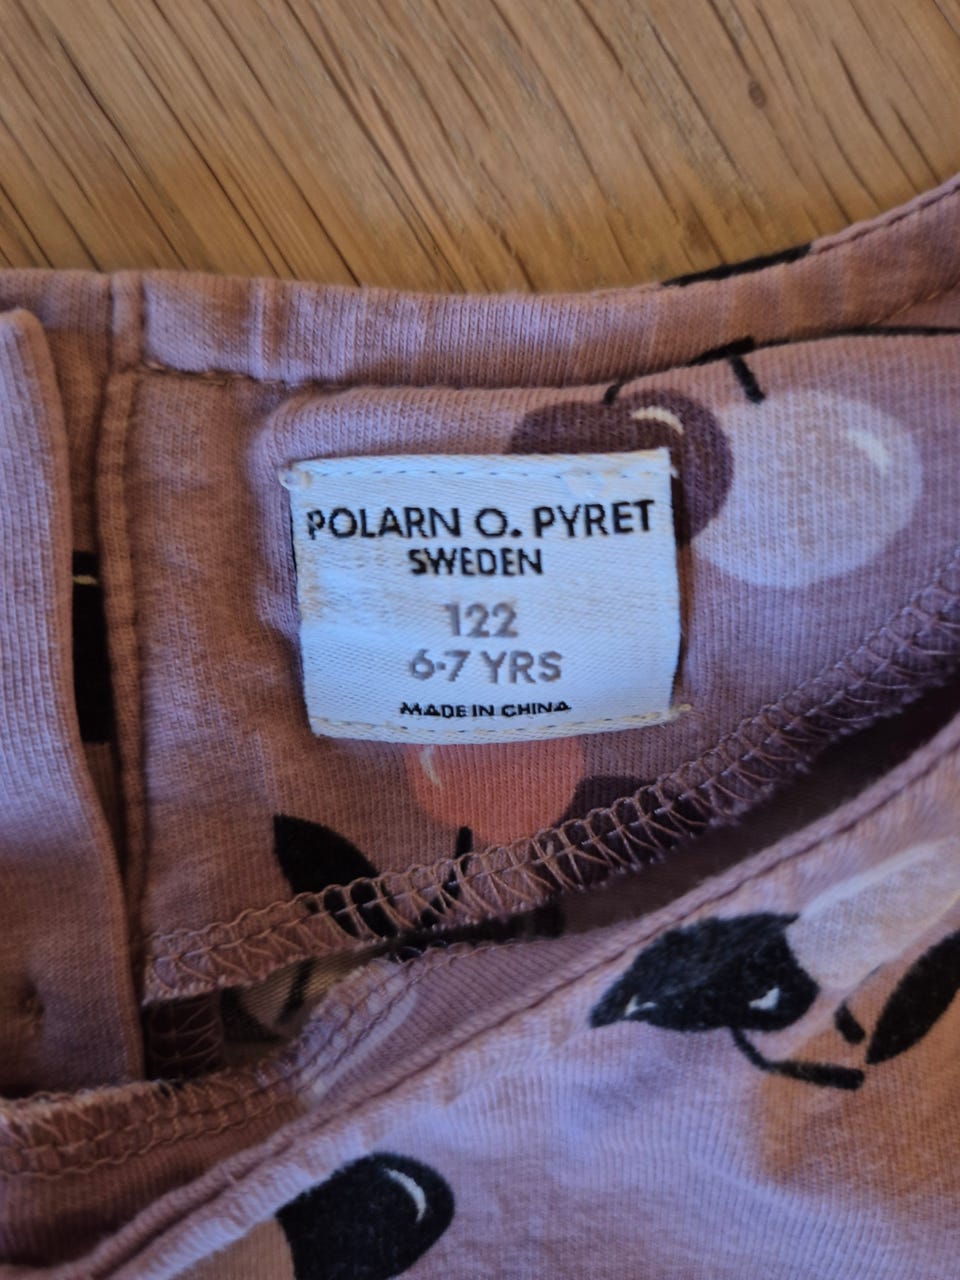 POLARN O. PYRET
SWEDEN
122
6-7 YRS
MADE IN CHINA